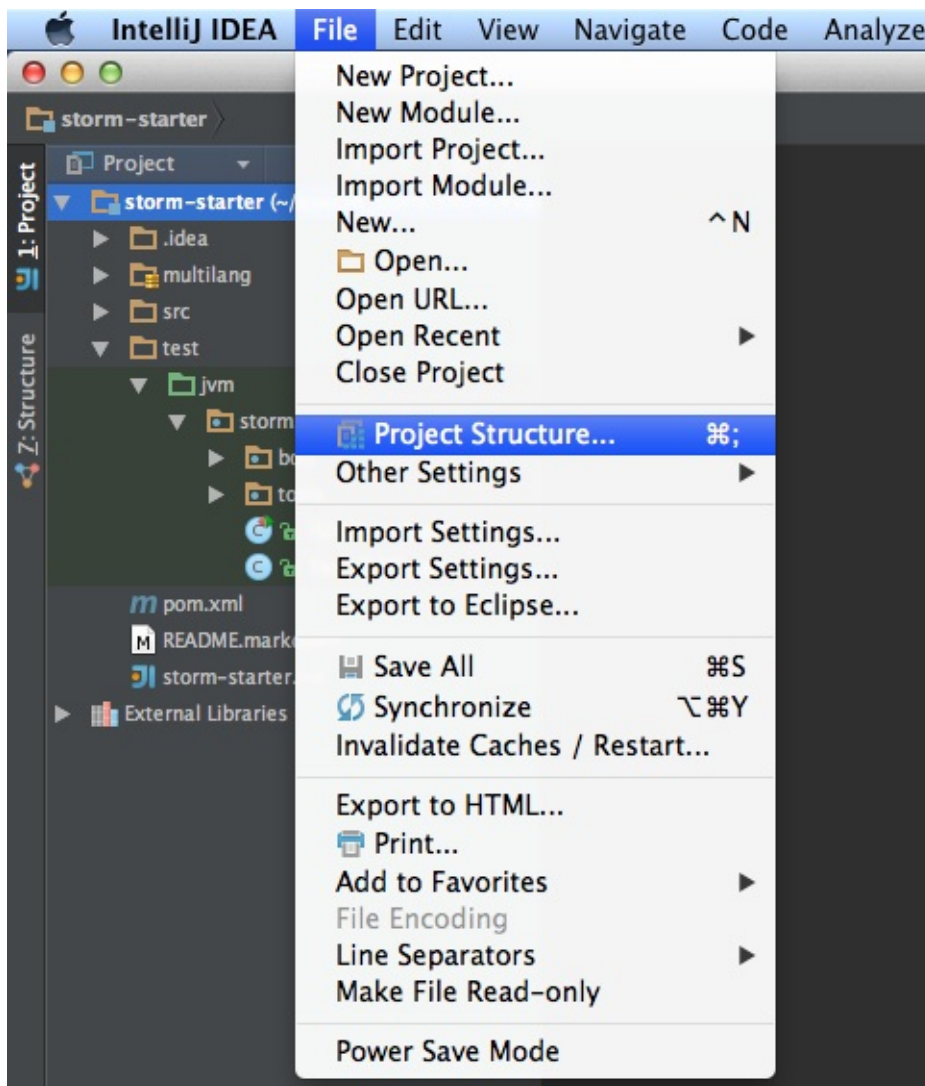 IntelliJ IDEA File Edit View Navigate Code Analyze
storm-starter
Project
1: Project
Z: Structure
storm-starter (~/
.idea
multilang
src
test
jvm
storm
bo
to
pom.xml
README.mark
storm-starter.
External Libraries
New Project...
New Module...
Import Project...
Import Module...
New... ^N
Open...
Open URL...
Open Recent ▶
Close Project
Project Structure... ⌘;
Other Settings ▶
Import Settings...
Export Settings...
Export to Eclipse...
Save All ⌘S
Synchronize ⌥⌘Y
Invalidate Caches / Restart...
Export to HTML...
Print...
Add to Favorites ▶
File Encoding
Line Separators ▶
Make File Read-only
Power Save Mode